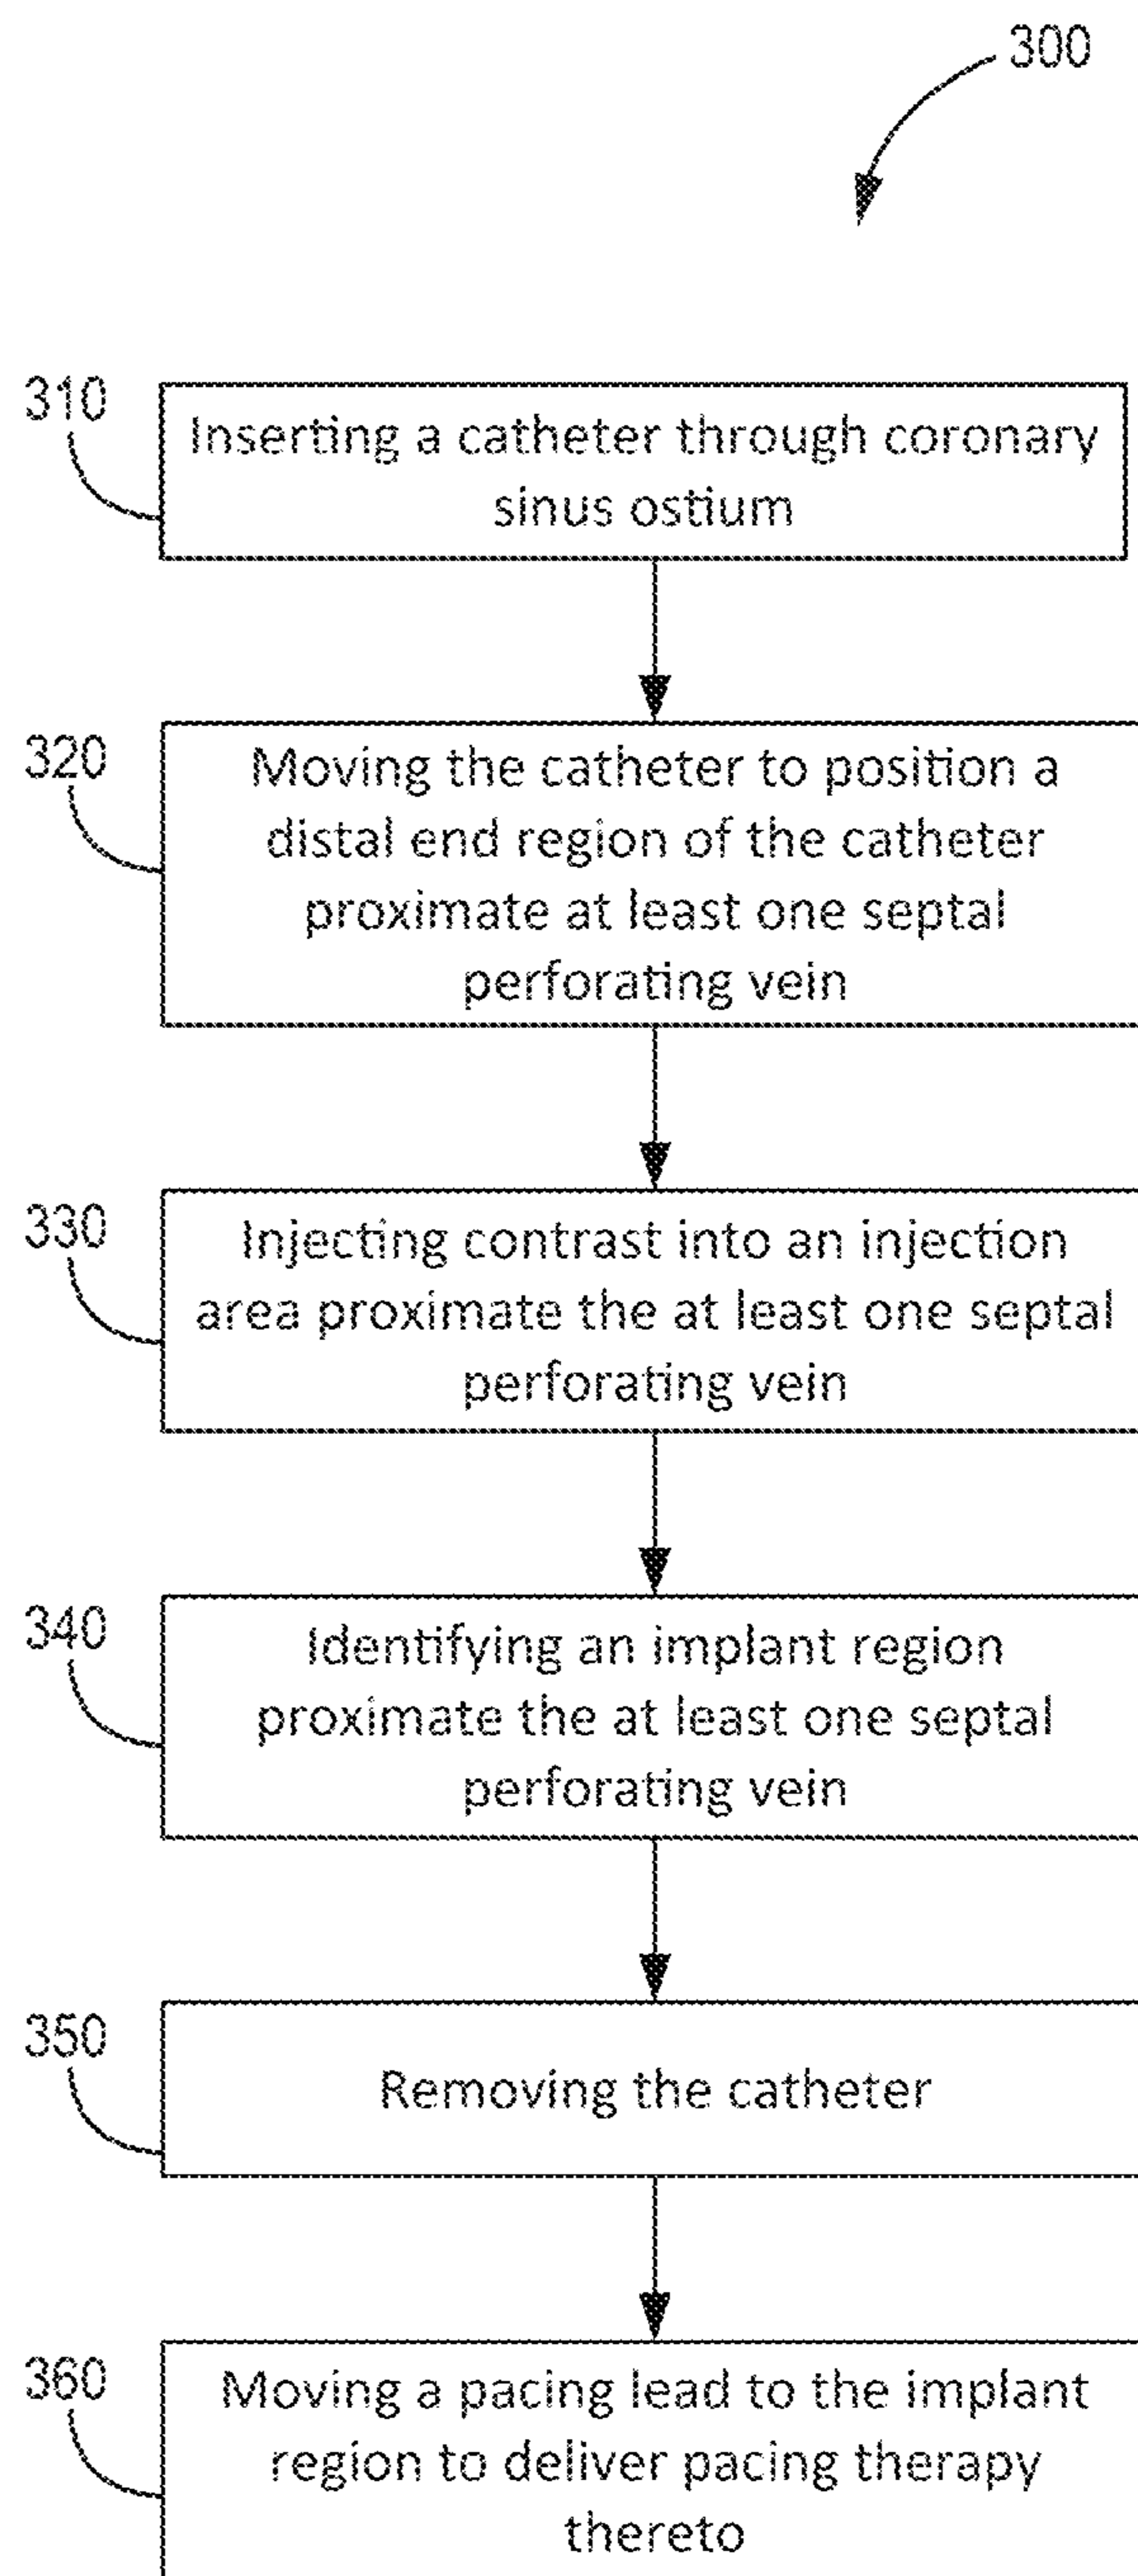 300
310
Inserting a catheter through coronary
sinus ostium
320
Moving the catheter to position a
distal end region of the catheter
proximate at least one septal
perforating vein
330
Injecting contrast into an injection
area proximate the at least one septal
perforating vein
340
Identifying an implant region
proximate the at least one septal
perforating vein
350
Removing the catheter
360
Moving a pacing lead to the implant
region to deliver pacing therapy
thereto